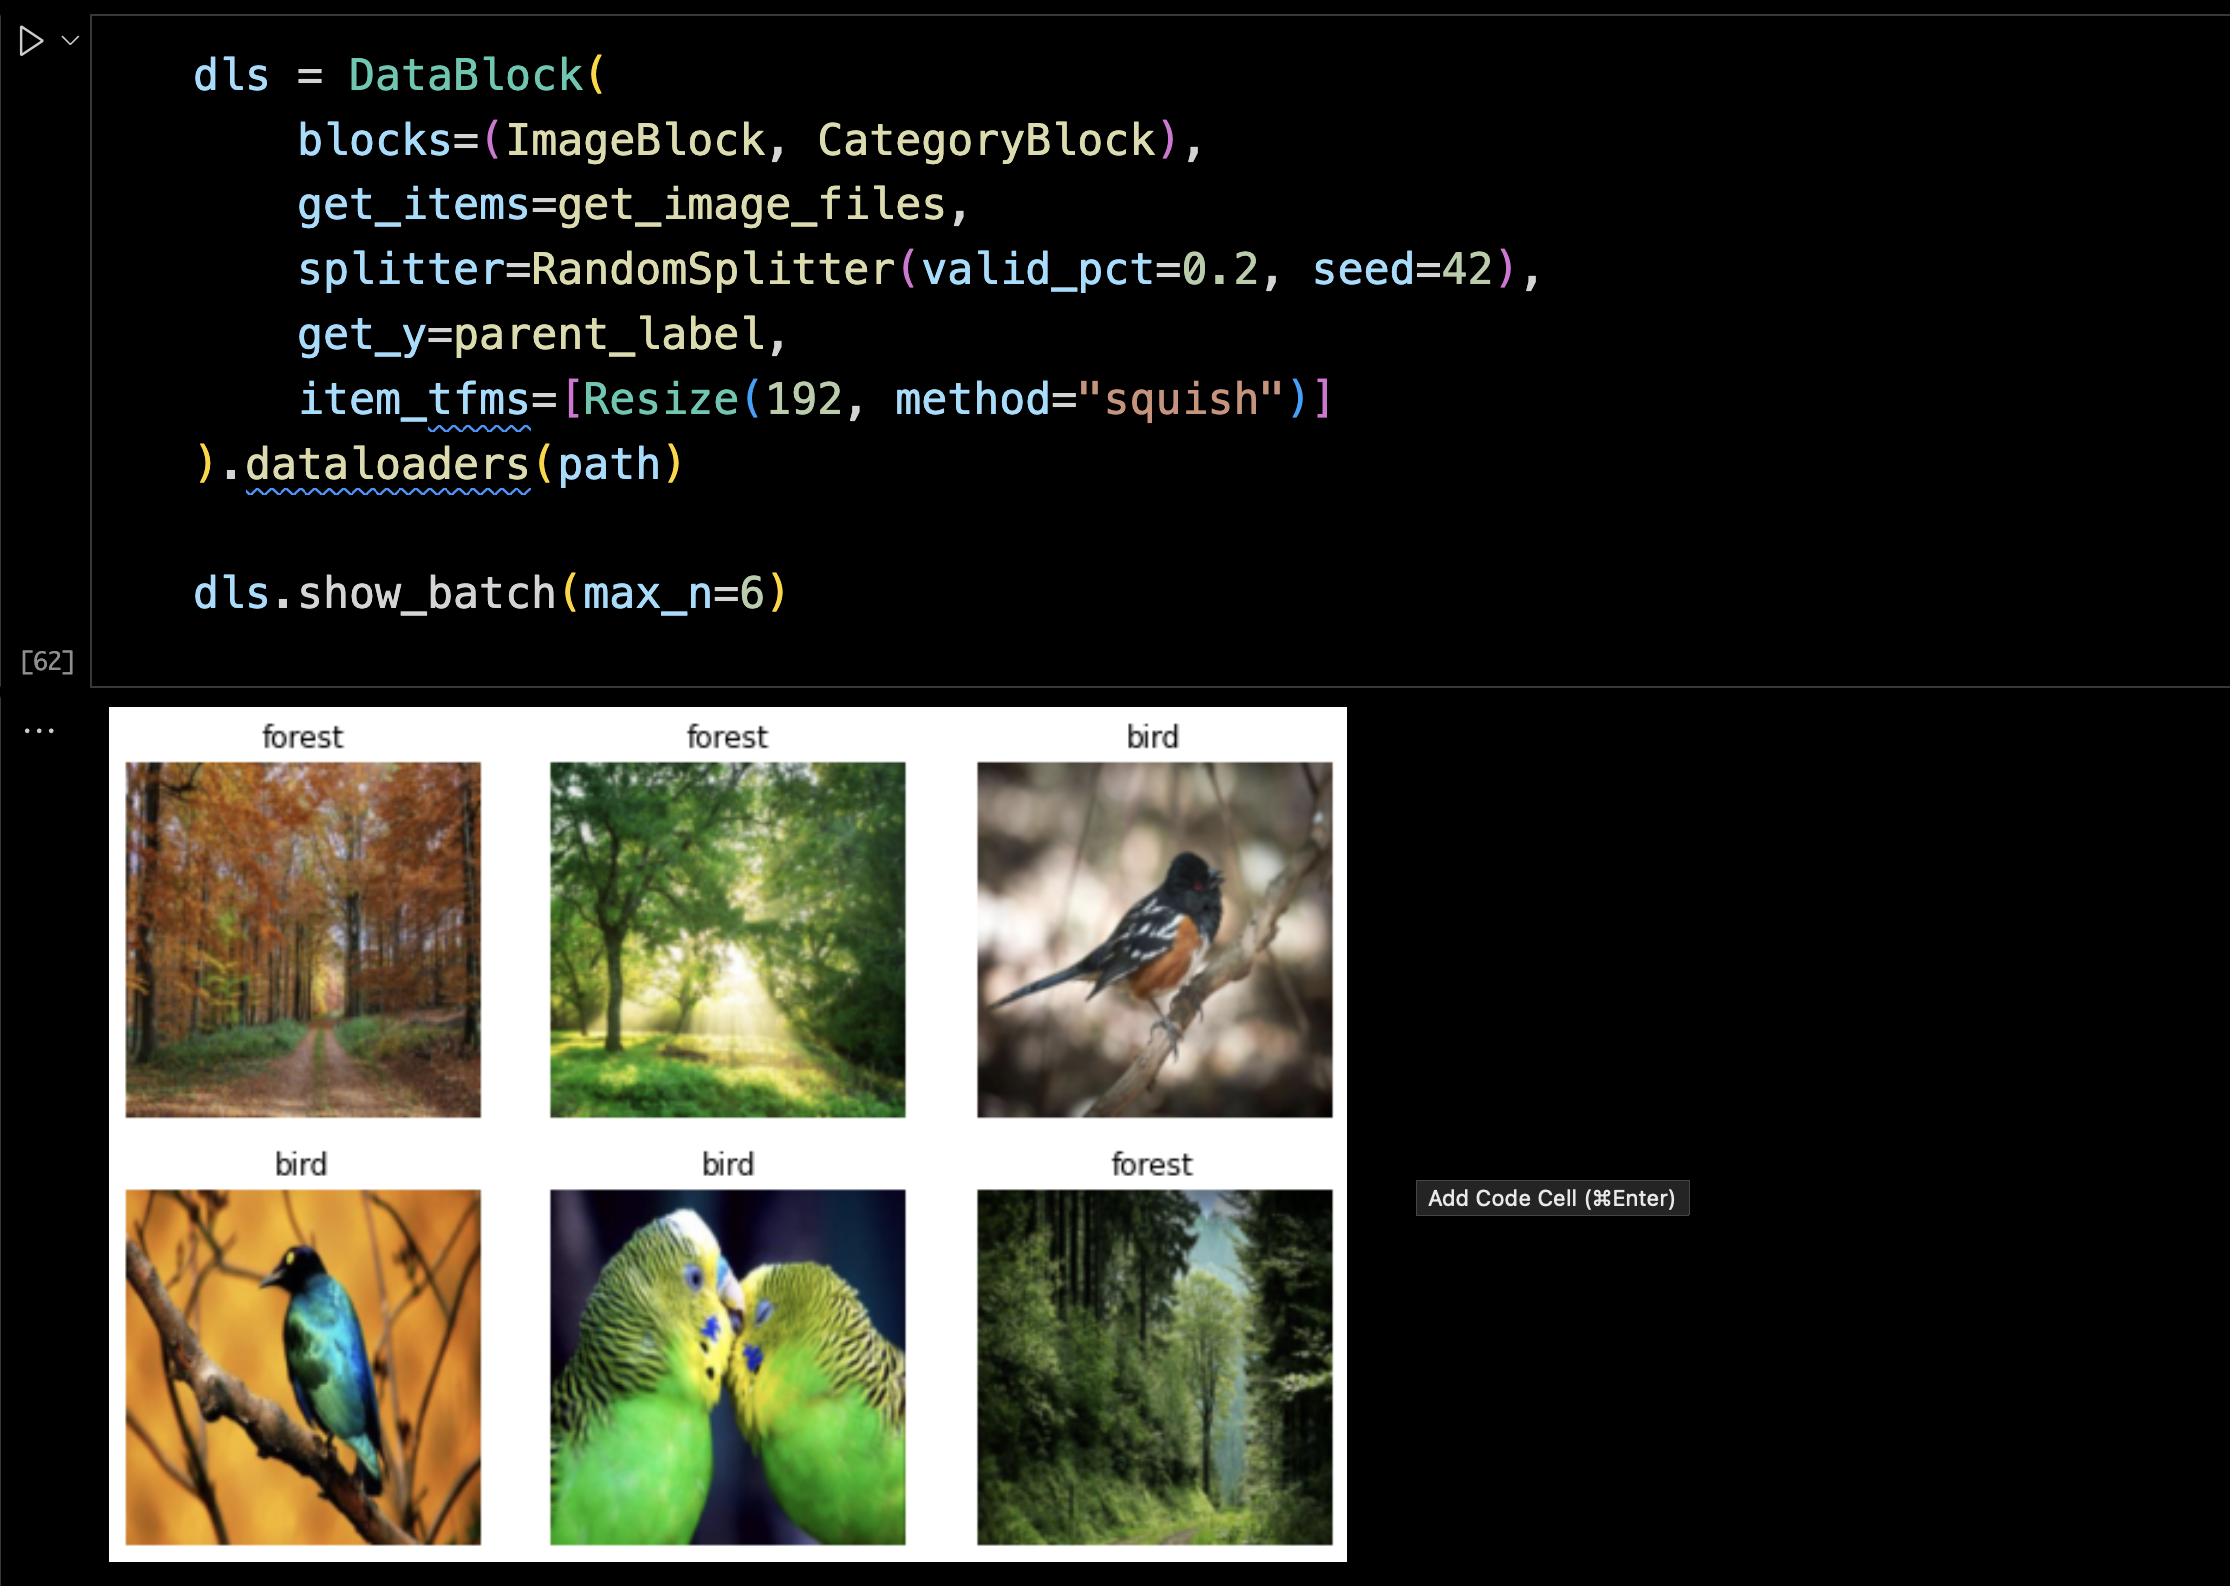 dls = DataBlock(
    blocks=(ImageBlock, CategoryBlock),
    get_items=get_image_files,
    splitter=RandomSplitter(valid_pct=0.2, seed=42),
    get_y=parent_label,
    item_tfms=[Resize(192, method="squish")]
).dataloaders(path)
dls.show_batch(max_n=6)
[62]
...
forest forest bird
bird bird forest
Add Code Cell (⌘Enter)